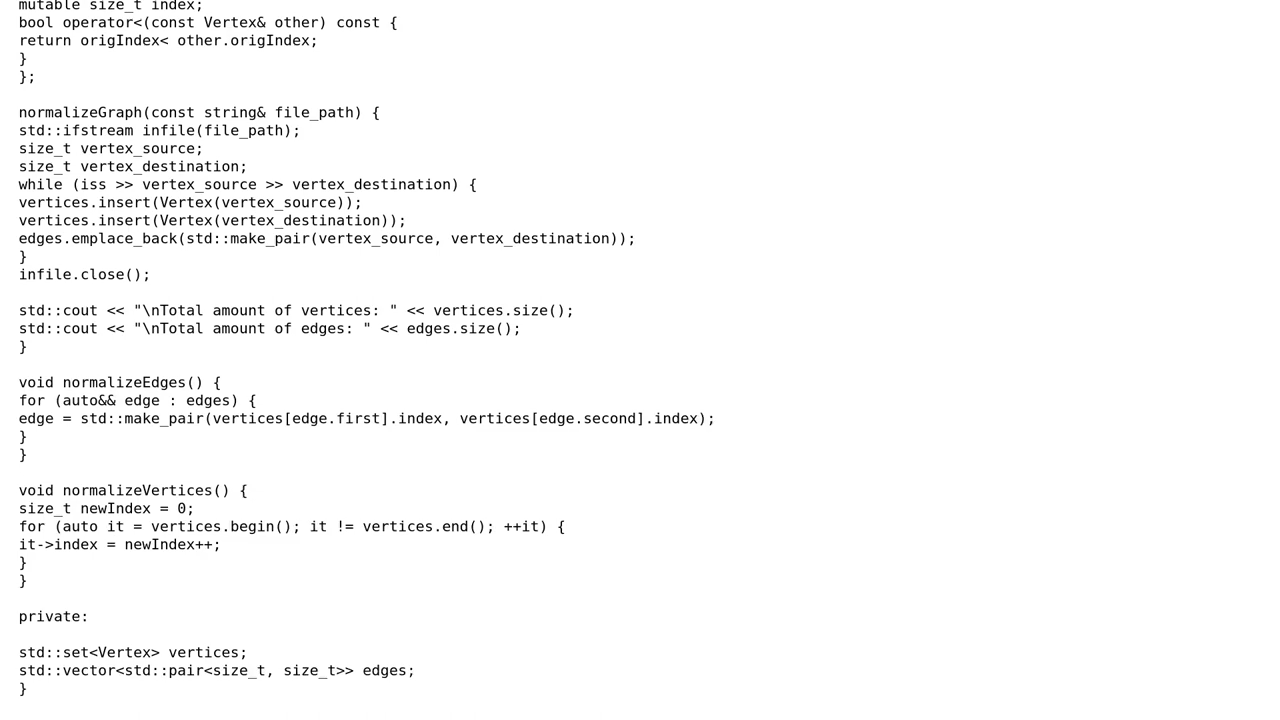 mutable size_t index;
bool operator<(const Vertex& other) const {
return origIndex< other.origIndex;
}
};
normalizeGraph(const string& file_path) {
std::ifstream infile(file_path);
size_t vertex_source;
size_t vertex_destination;
while (iss >> vertex_source >> vertex_destination) {
vertices.insert(Vertex(vertex_source));
vertices.insert(Vertex(vertex_destination));
edges.emplace_back(std::make_pair(vertex_source, vertex_destination));
}
infile.close();
std::cout << "\nTotal amount of vertices: " << vertices.size();
std::cout << "\nTotal amount of edges: " << edges.size();
}
void normalizeEdges() {
for (auto&& edge : edges) {
edge = std::make_pair(vertices[edge.first].index, vertices[edge.second].index);
}
}
void normalizeVertices() {
size_t newIndex = 0;
for (auto it = vertices.begin(); it != vertices.end(); ++it) {
it->index = newIndex++;
}
}
private:
std::set<Vertex> vertices;
std::vector<std::pair<size_t, size_t>> edges;
}